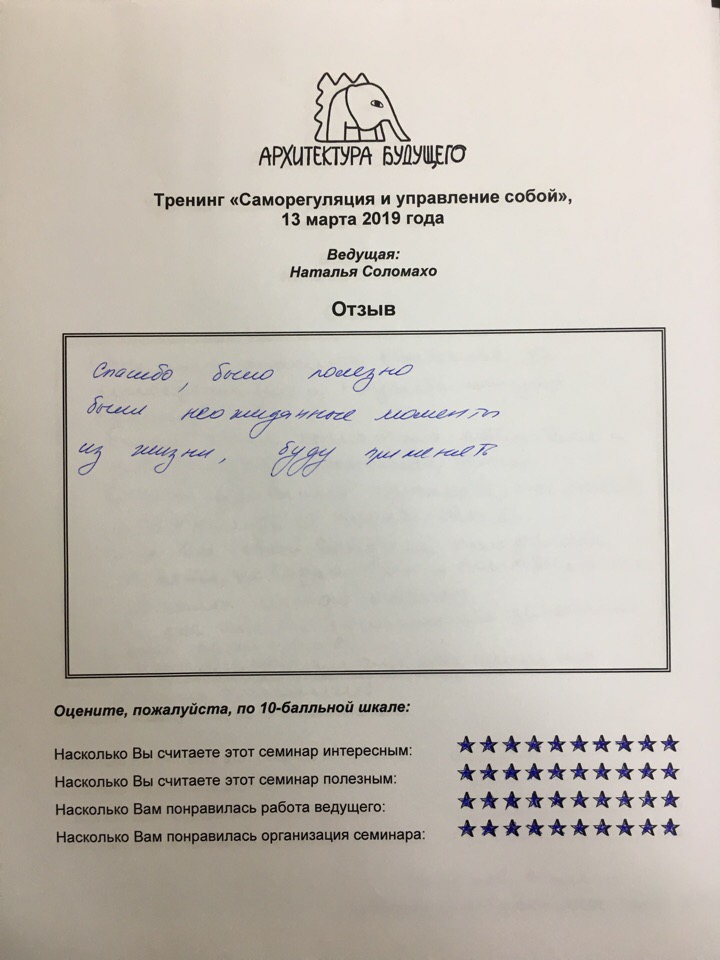 АРХИТЕКТУРА БУДУЩЕГО
Тренинг «Саморегуляция и управление собой»,
13 марта 2019 года
Ведущая:
Наталья Соломахо
Отзыв
Спасибо, было полезно
были неожиданные моменты
из жизни, буду применять
Оцените, пожалуйста, по 10-балльной шкале:
Насколько Вы считаете этот семинар интересным:
Насколько Вы считаете этот семинар полезным:
Насколько Вам понравилась работа ведущего:
Насколько Вам понравилась организация семинара: